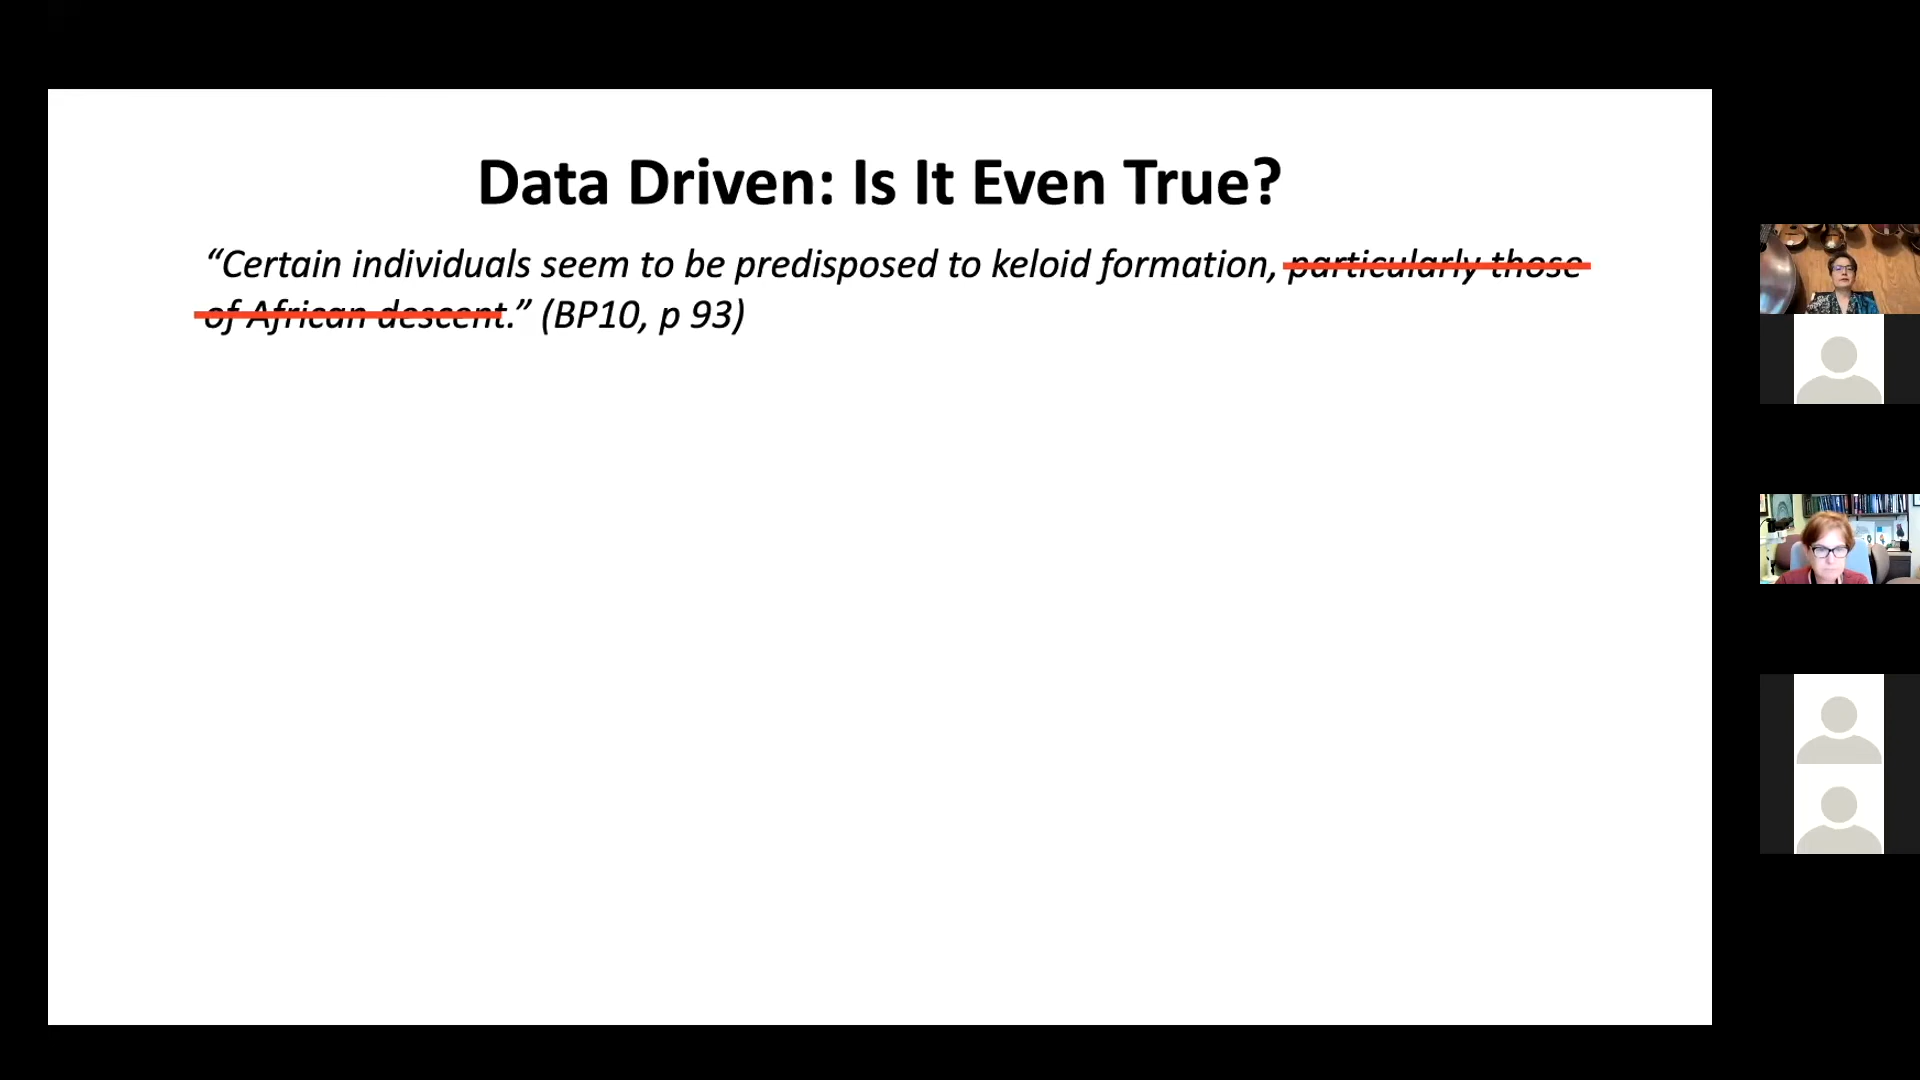 Data Driven: Is It Even True?
“Certain individuals seem to be predisposed to keloid formation, particularly those
of African descent.” (BP10, p 93)